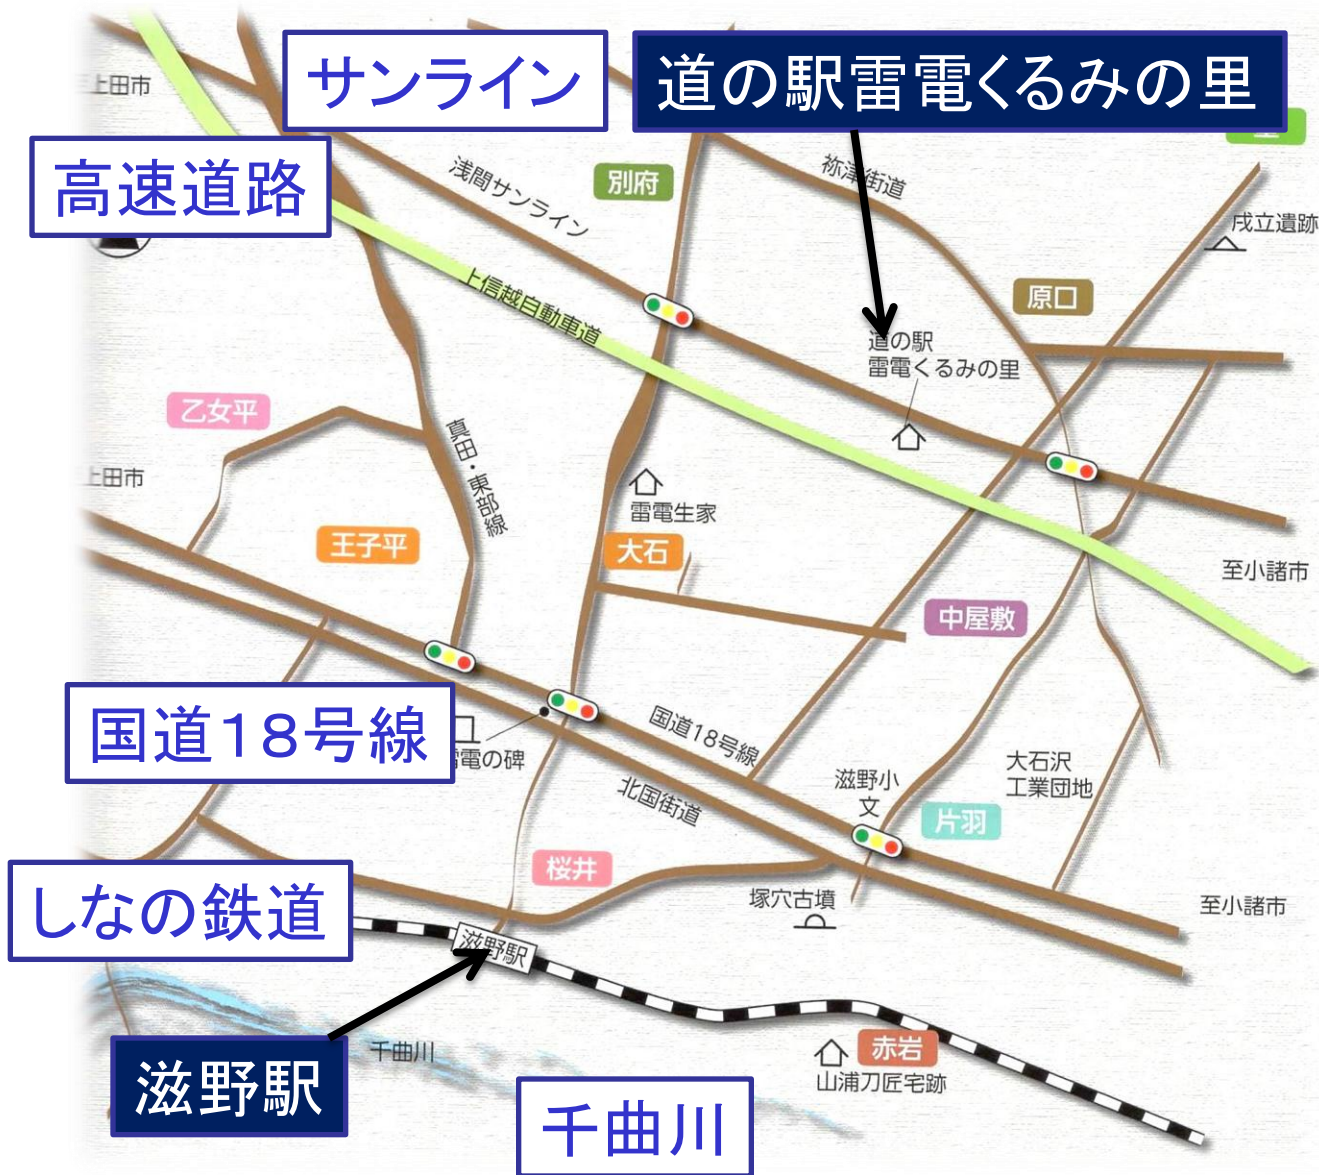 サンライン
道の駅雷電くるみの里
上田市
高速道路
浅間サンライン
別府
祢津街道
戌立遺跡
上信越自動車道
原口
道の駅
雷電くるみの里
乙女平
真田・東部線
上田市
雷電生家
王子平
大石
至小諸市
中屋敷
国道18号線
国道18号線
雷電の碑
北国街道
滋野小
文
大石沢
工業団地
片羽
桜井
しなの鉄道
塚穴古墳
至小諸市
滋野駅
千曲川
滋野駅
赤岩
山浦刀匠宅跡
千曲川